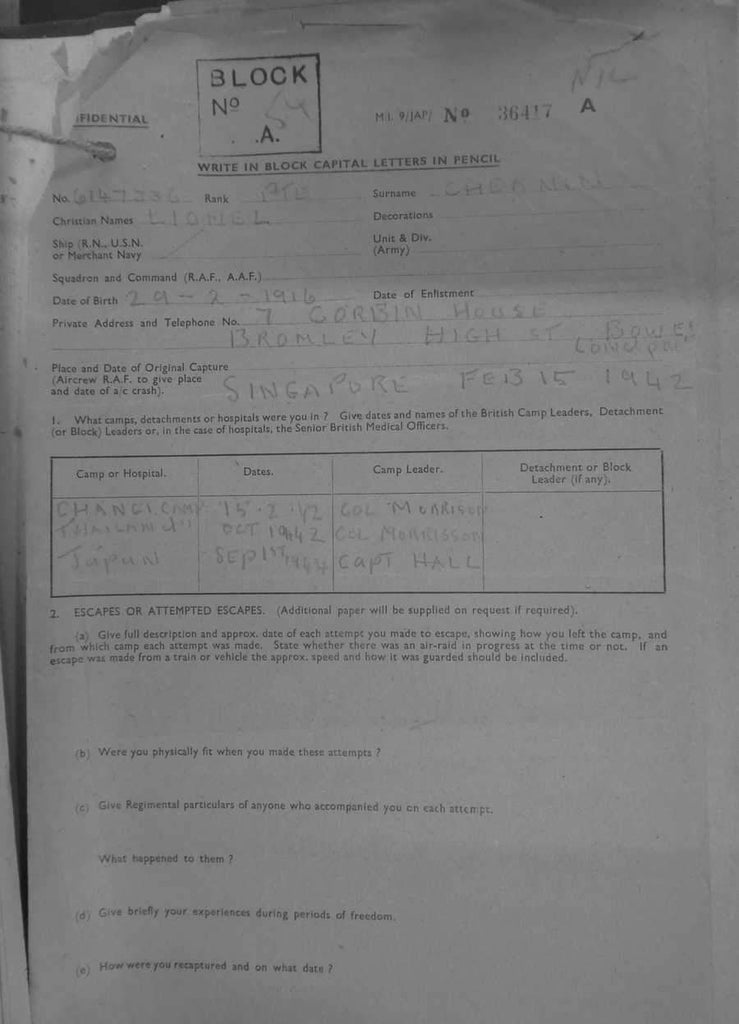 BLOCK
Nº 54
A.
NIL
FIDENTIAL
M.I. 9/JAP/ Nº 36417 A
WRITE IN BLOCK CAPITAL LETTERS IN PENCIL
No. Rank PTE Surname
Christian Names LIONEL Decorations
Ship (R.N., U.S.N. or Merchant Navy Unit & Div. (Army)
Squadron and Command (R.A.F., A.A.F.)
Date of Birth 29 - 2 - 1916 Date of Enlistment
Private Address and Telephone No. 7 CORBIN HOUSE
BROMLEY HIGH ST BOW E3
LONDON
Place and Date of Original Capture
(Aircrew R.A.F. to give place
and date of a/c crash). SINGAPORE FEB 15 1942
1. What camps, detachments or hospitals were you in ? Give dates and names of the British Camp Leaders, Detachment
(or Block) Leaders or, in the case of hospitals, the Senior British Medical Officers.
Camp or Hospital. Dates. Camp Leader. Detachment or Block Leader (if any).
CHANGI CAMP 15 · 2 · 42 COL MORRISON
THAILAND OCT 1942 COL MORRISSON
JAPAN SEP 1ST 1944 CAPT HALL
2. ESCAPES OR ATTEMPTED ESCAPES. (Additional paper will be supplied on request if required).
(a) Give full description and approx. date of each attempt you made to escape, showing how you left the camp, and
from which camp each attempt was made. State whether there was an air-raid in progress at the time or not. If an
escape was made from a train or vehicle the approx. speed and how it was guarded should be included.
(b) Were you physically fit when you made these attempts ?
(c) Give Regimental particulars of anyone who accompanied you on each attempt.
What happened to them ?
(d) Give briefly your experiences during periods of freedom.
(e) How were you recaptured and on what date ?